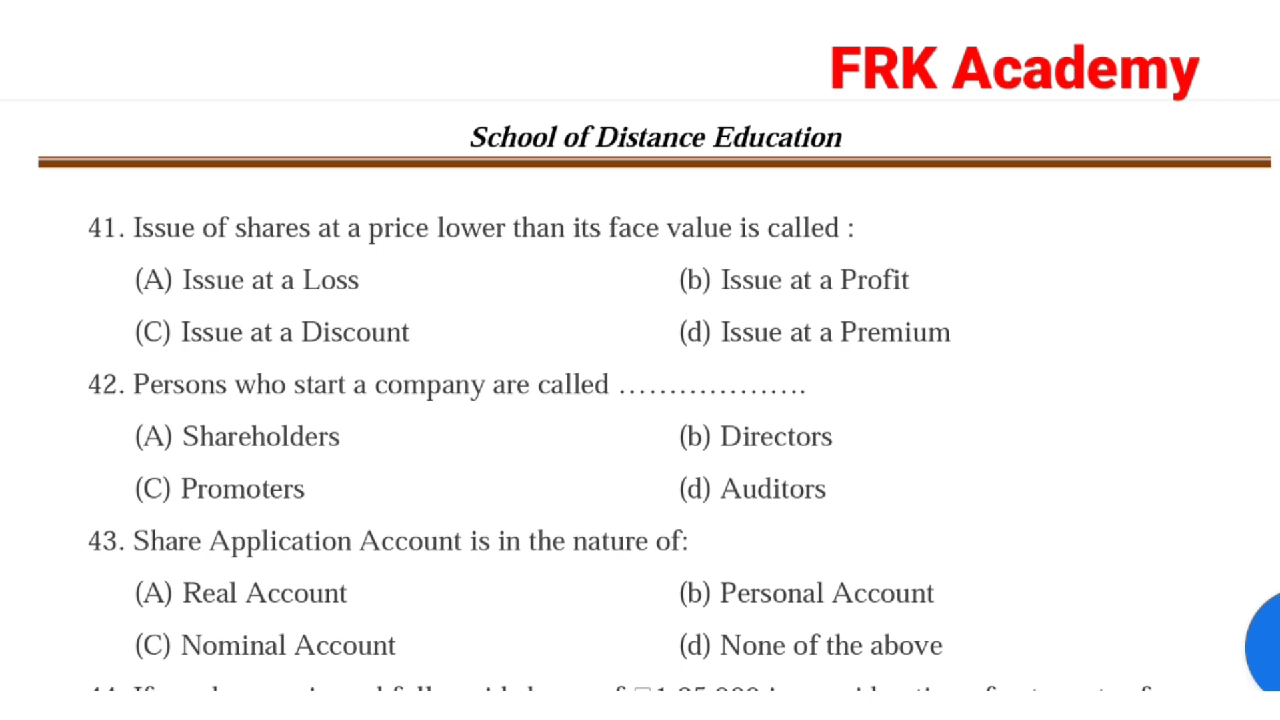 FRK Academy
School of Distance Education
41. Issue of shares at a price lower than its face value is called :
(A) Issue at a Loss (b) Issue at a Profit
(C) Issue at a Discount (d) Issue at a Premium
42. Persons who start a company are called ………………….
(A) Shareholders (b) Directors
(C) Promoters (d) Auditors
43. Share Application Account is in the nature of:
(A) Real Account (b) Personal Account
(C) Nominal Account (d) None of the above